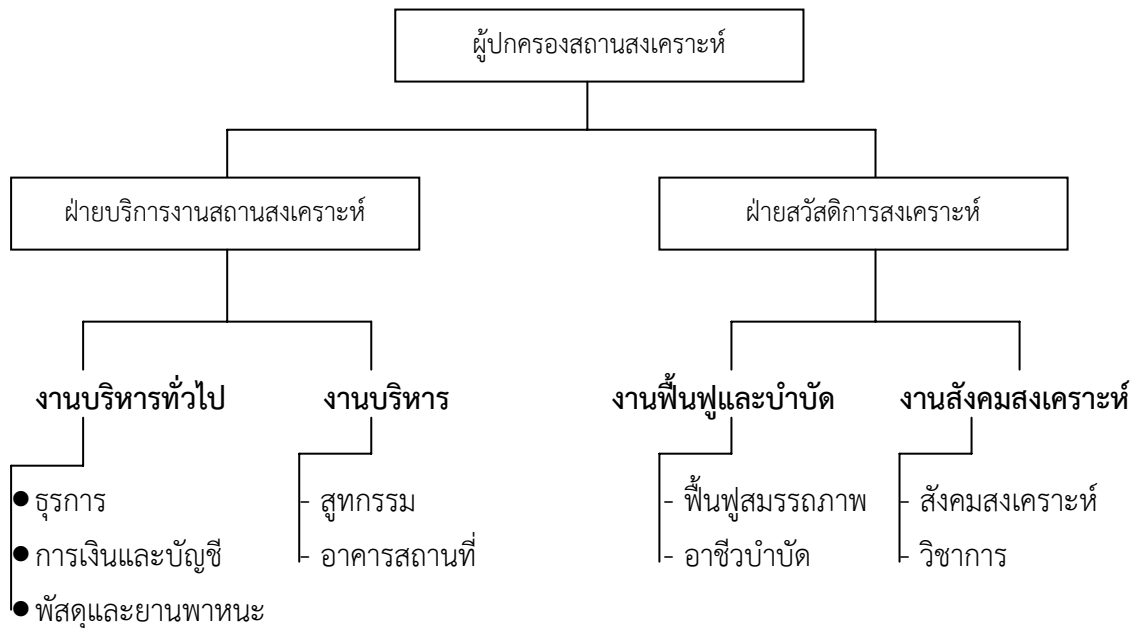 ผู้ปกครองสถานสงเคราะห์
ฝ่ายบริการงานสถานสงเคราะห์
ฝ่ายสวัสดิการสงเคราะห์
งานบริหารทั่วไป
● ธุรการ
● การเงินและบัญชี
● พัสดุและยานพาหนะ
งานบริหาร
- สูทกรรม
- อาคารสถานที่
งานฟื้นฟูและบำบัด
- ฟื้นฟูสมรรถภาพ
- อาชีวบำบัด
งานสังคมสงเคราะห์
- สังคมสงเคราะห์
- วิชาการ